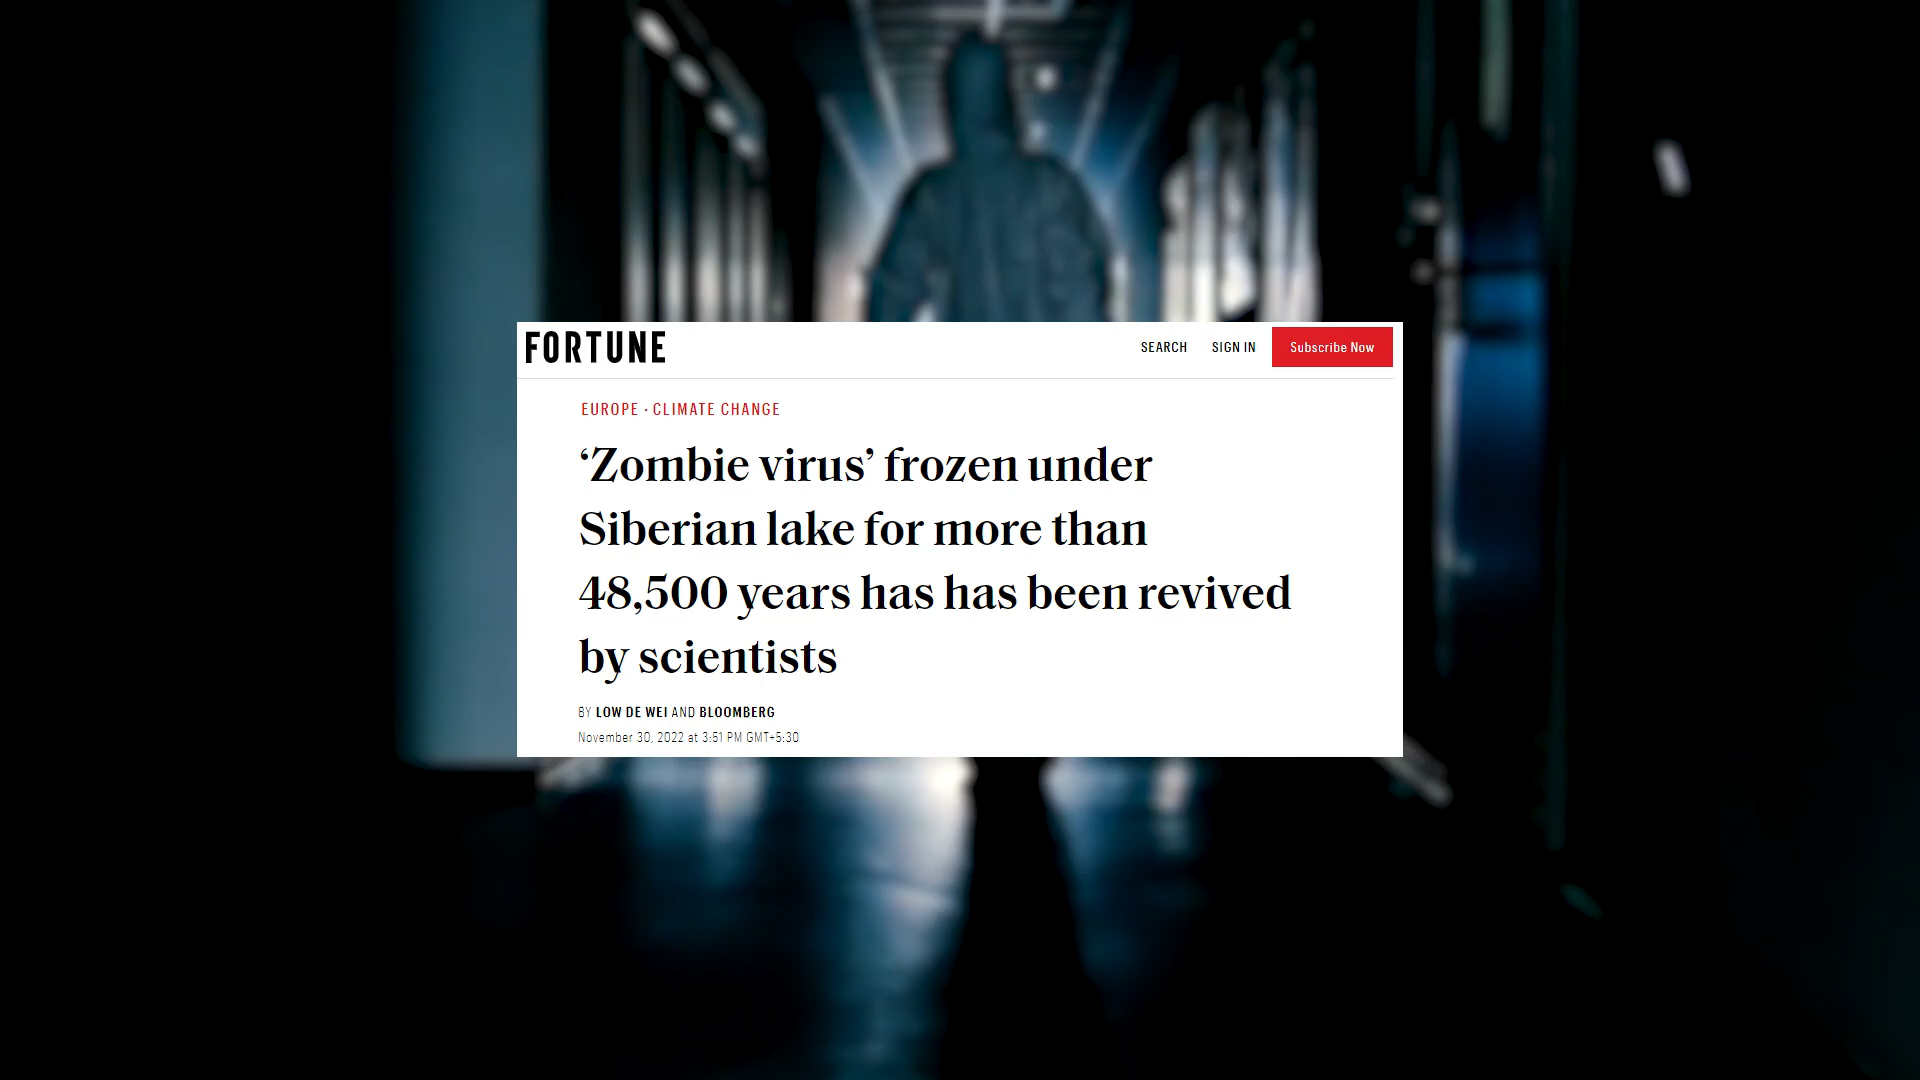 FORTUNE
SEARCH SIGN IN Subscribe Now
EUROPE · CLIMATE CHANGE
‘Zombie virus’ frozen under
Siberian lake for more than
48,500 years has has been revived
by scientists
BY LOW DE WEI AND BLOOMBERG
November 30, 2022 at 3:51 PM GMT+5:30